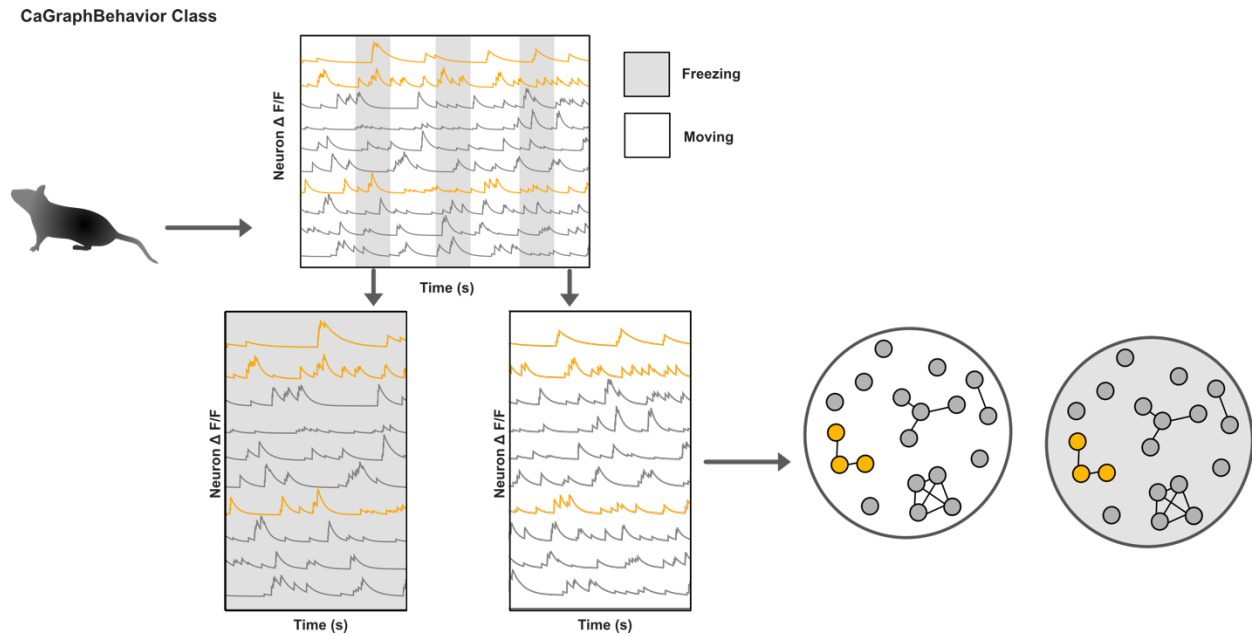 CaGraphBehavior Class
Neuron Δ F/F
Freezing
Moving
Time (s)
Neuron Δ F/F
Time (s)
Neuron Δ F/F
Time (s)